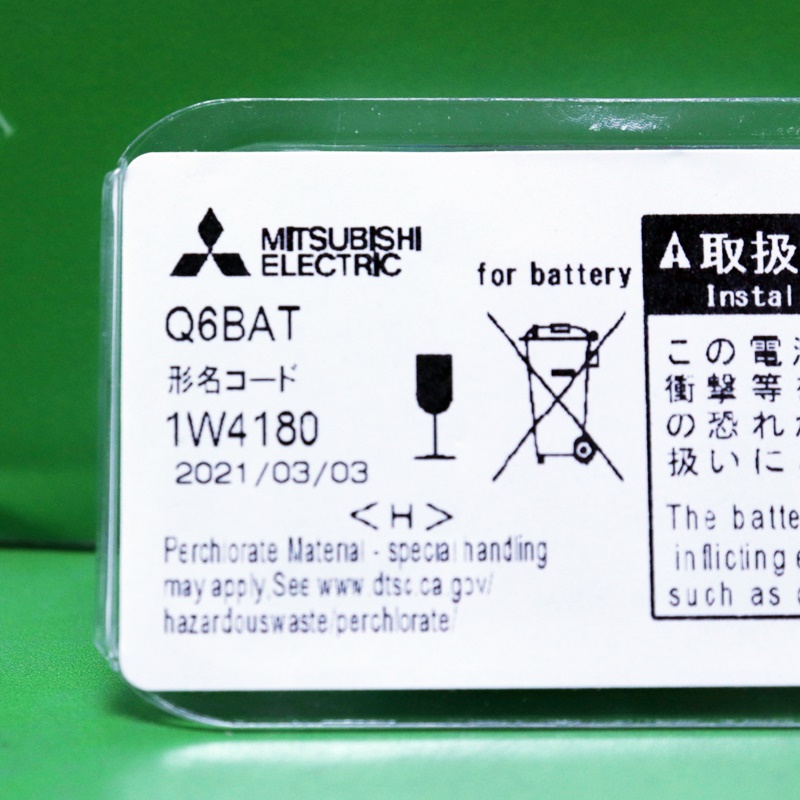 MITSUBISHI
ELECTRIC
Q6BAT
形名コード
1W4180
2021/03/03
for battery
<H>
Perchlorate Material - special handling
may apply.See www.dtsc.ca.gov/
hazardouswaste/perchlorate/
取扱
Instal
この電
衝撃等
の恐れ
扱いに
The batte
inflicting e
such as